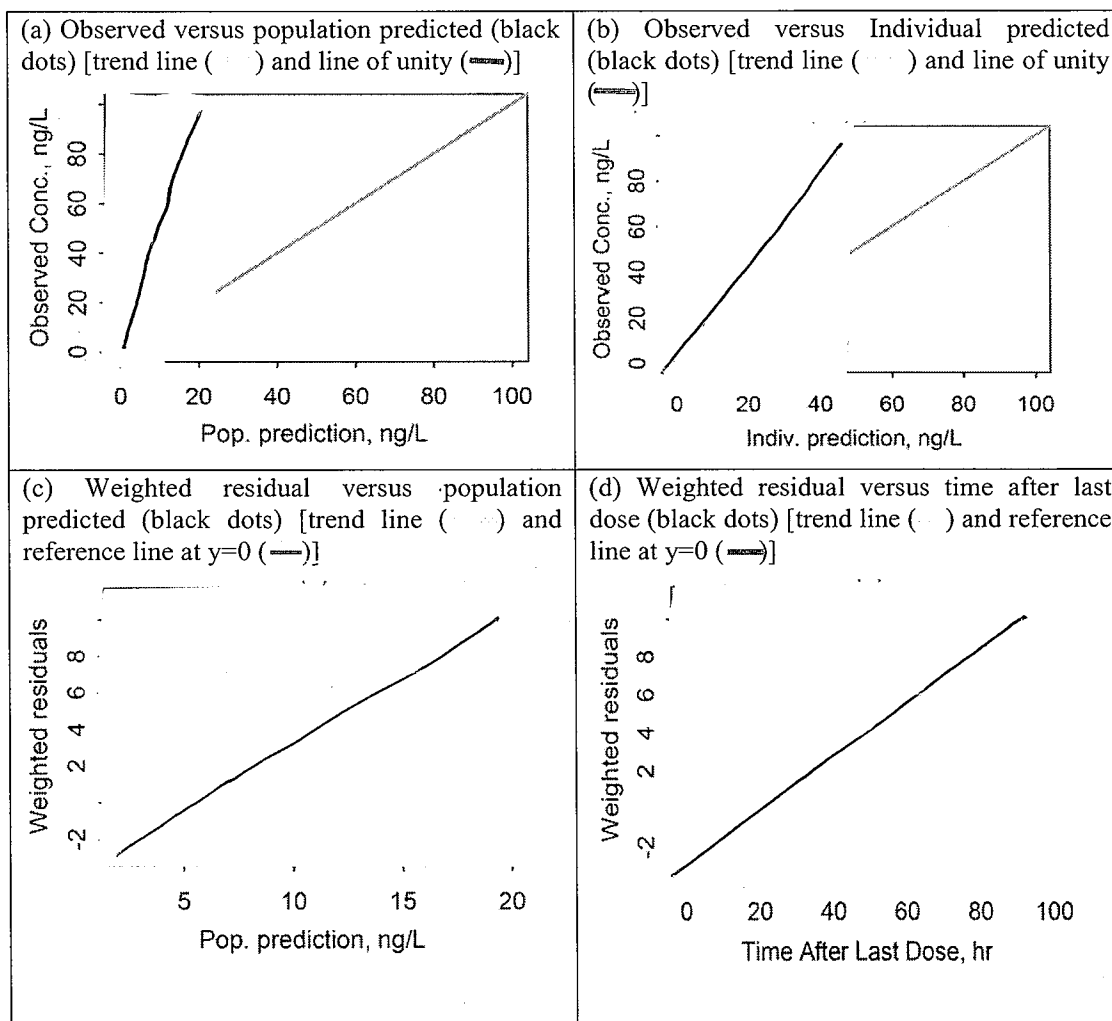 (a) Observed versus population predicted (black
dots) [trend line ( ) and line of unity (━)]
80
60
40
20
0
Observed Conc., ng/L
0 20 40 60 80 100
Pop. prediction, ng/L
(b) Observed versus Individual predicted
(black dots) [trend line ( ) and line of unity
(━)]
80
60
40
20
0
Observed Conc., ng/L
0 20 40 60 80 100
Indiv. prediction, ng/L
(c) Weighted residual versus population
predicted (black dots) [trend line ( ) and
reference line at y=0 (━)]
8
6
4
2
-2
Weighted residuals
5 10 15 20
Pop. prediction, ng/L
(d) Weighted residual versus time after last
dose (black dots) [trend line ( ) and reference
line at y=0 (━)]
8
6
4
2
-2
Weighted residuals
0 20 40 60 80 100
Time After Last Dose, hr